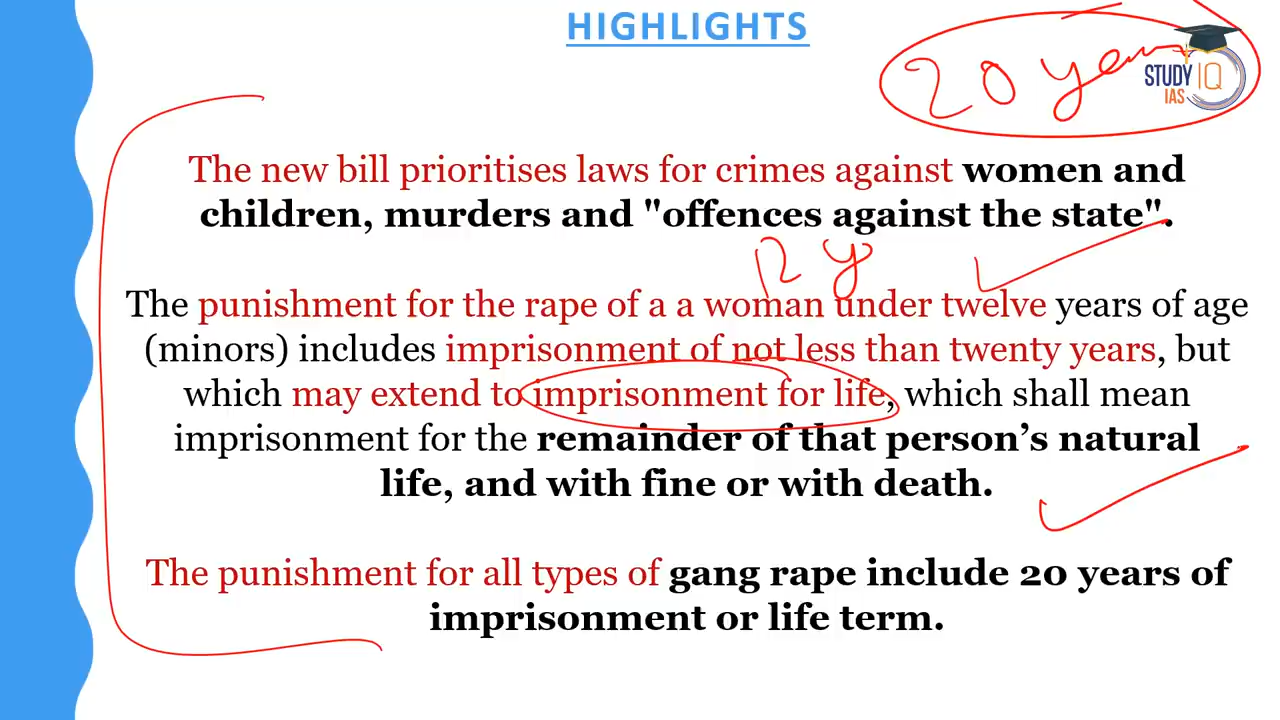 HIGHLIGHTS
20 years
STUDY IQ
IAS
The new bill prioritises laws for crimes against women and
children, murders and "offences against the state".
12 y
The punishment for the rape of a a woman under twelve years of age
(minors) includes imprisonment of not less than twenty years, but
which may extend to imprisonment for life, which shall mean
imprisonment for the remainder of that person’s natural
life, and with fine or with death.
The punishment for all types of gang rape include 20 years of
imprisonment or life term.